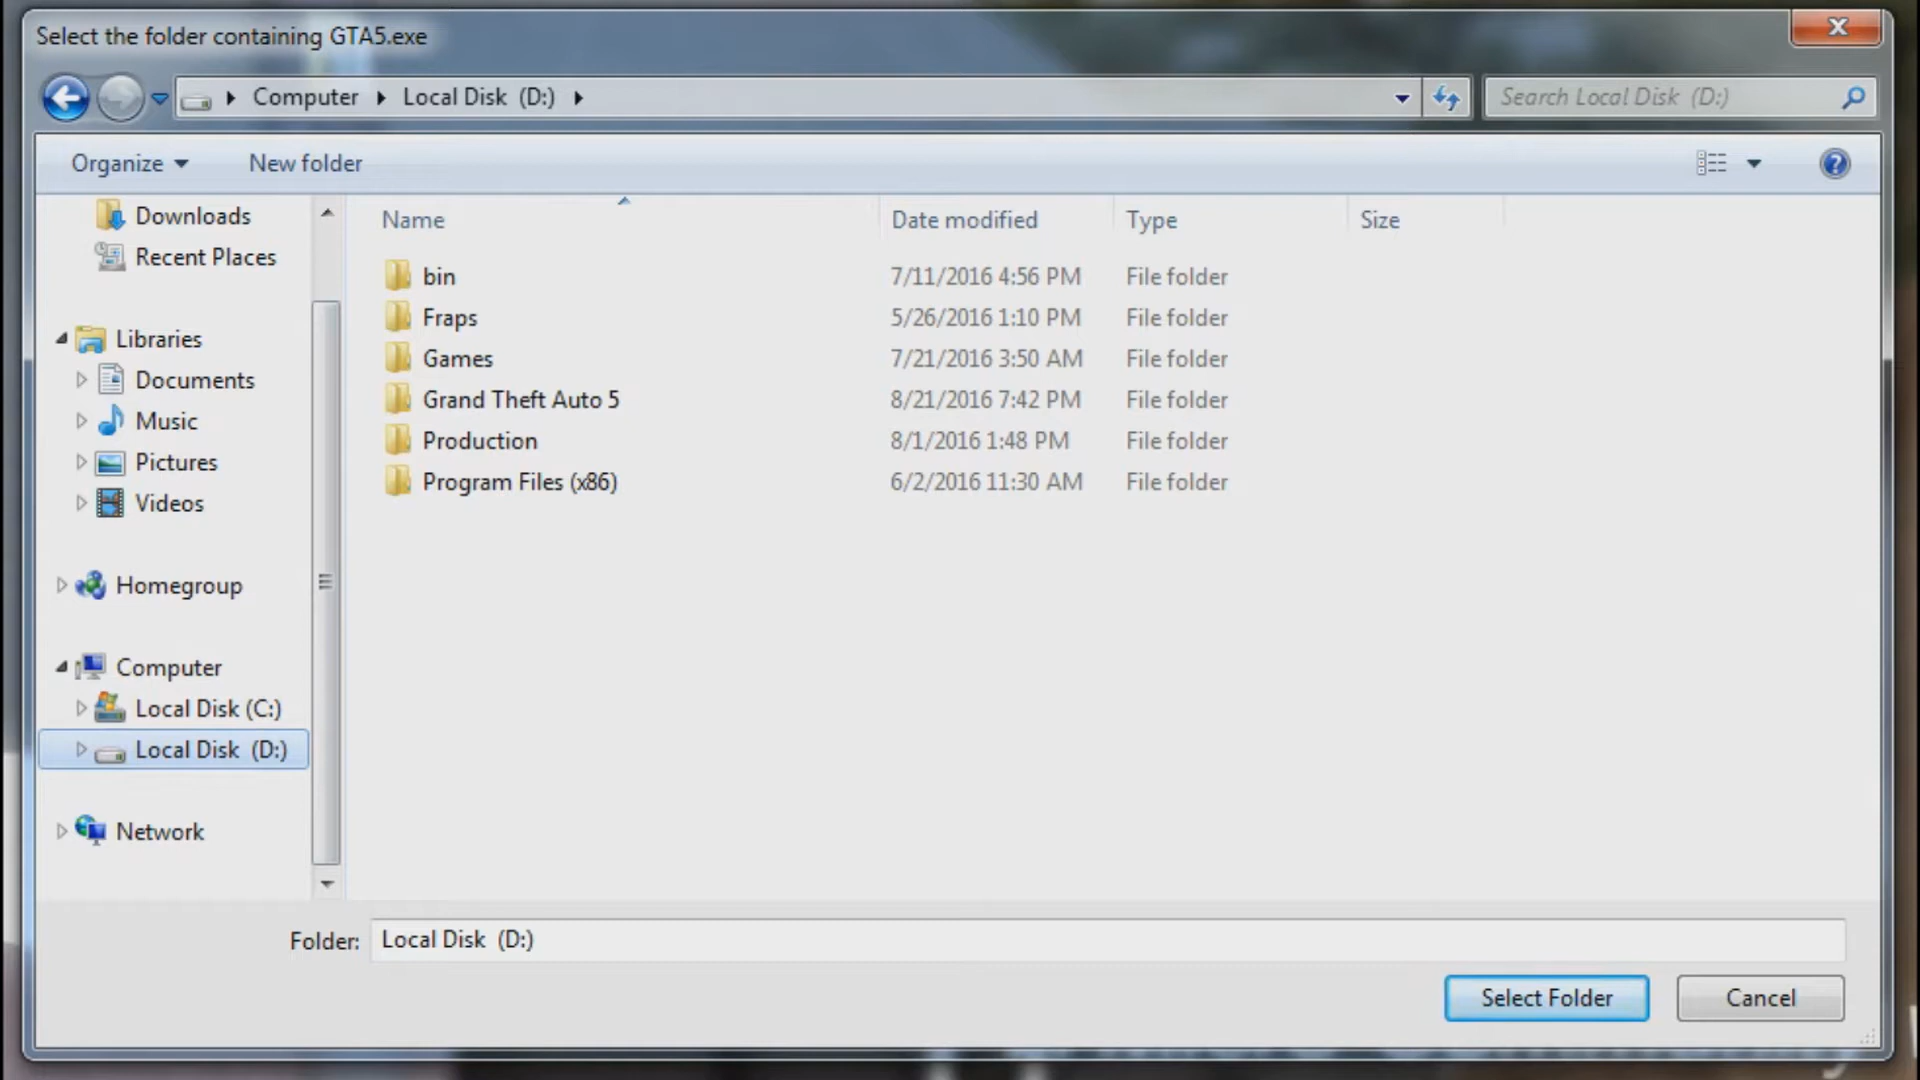 Select the folder containing GTA5.exe
Computer Local Disk (D:)
Search Local Disk (D:)
Organize New folder
Name Date modified Type Size
Downloads
Recent Places
Libraries
Documents
Music
Pictures
Videos
Homegroup
Computer
Local Disk (C:)
Local Disk (D:)
Network
bin 7/11/2016 4:56 PM File folder
Fraps 5/26/2016 1:10 PM File folder
Games 7/21/2016 3:50 AM File folder
Grand Theft Auto 5 8/21/2016 7:42 PM File folder
Production 8/1/2016 1:48 PM File folder
Program Files (x86) 6/2/2016 11:30 AM File folder
Folder: Local Disk (D:)
Select Folder Cancel